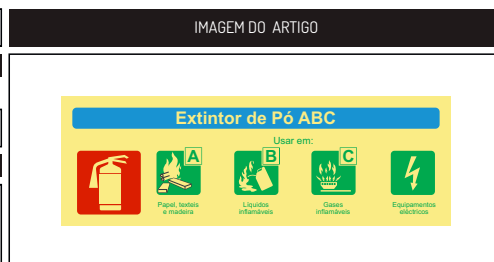 IMAGEM DO ARTIGO
Extintor de Pó ABC
Usar em:
A
B
C
Papel, texteis
e madeira
Líquidos
inflamáveis
Gases
inflamáveis
Equipamentos
eléctricos